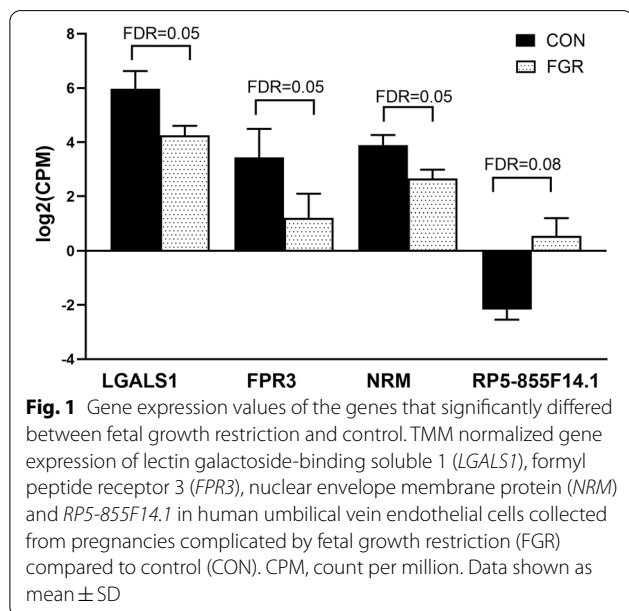 8
CON
FDR=0.05
FGR
6
FDR=0.05
FDR=0.05
4
FDR=0.08
log2(CPM)
2
0
-2
-4
LGALS1 FPR3 NRM RP5-855F14.1
Fig. 1 Gene expression values of the genes that significantly differed
between fetal growth restriction and control. TMM normalized gene
expression of lectin galactoside-binding soluble 1 (LGALS1), formyl
peptide receptor 3 (FPR3), nuclear envelope membrane protein (NRM)
and RP5-855F14.1 in human umbilical vein endothelial cells collected
from pregnancies complicated by fetal growth restriction (FGR)
compared to control (CON). CPM, count per million. Data shown as
mean ± SD